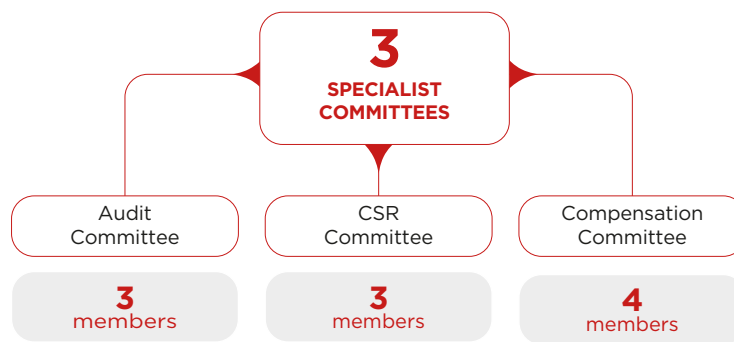 3
SPECIALIST
COMMITTEES
Audit
Committee
CSR
Committee
Compensation
Committee
3
members
3
members
4
members